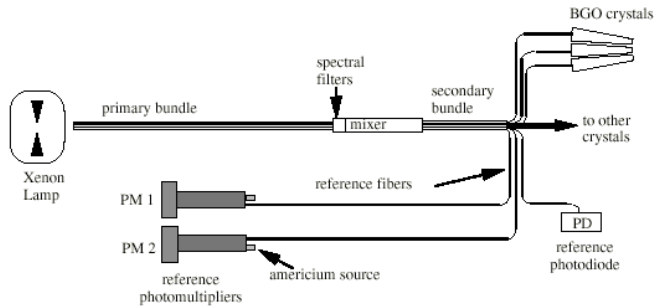 BGO crystals
spectral
filters
secondary
bundle
primary bundle
mixer
to other
crystals
Xenon
Lamp
reference fibers
PM 1
PM 2
PD
reference
photodiode
americium source
reference
photomultipliers